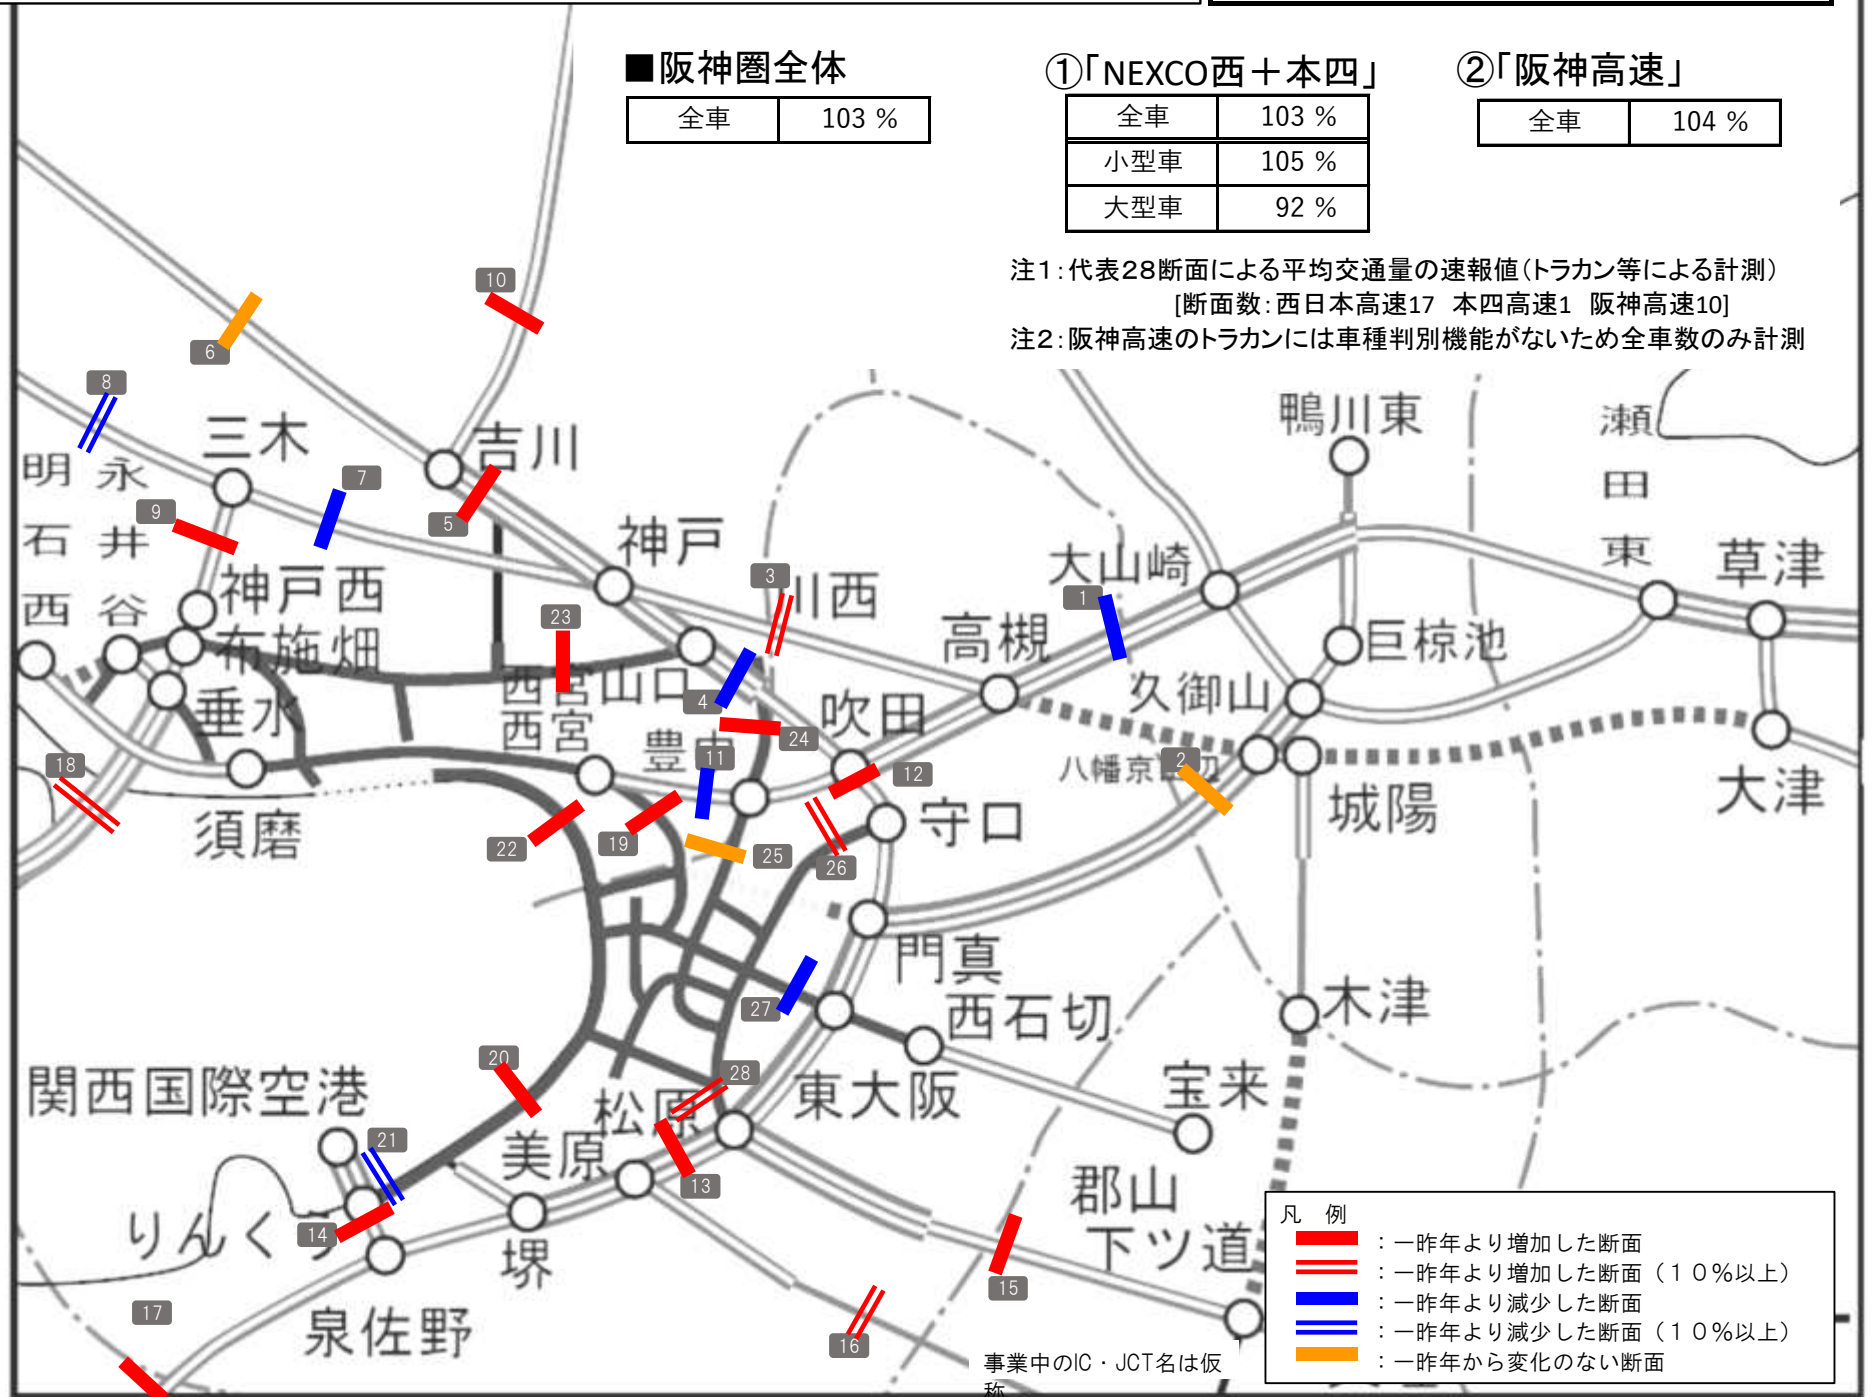 ■阪神圏全体
全車 103 %
①「NEXCO西＋本四」
全車 103 %
小型車 105 %
大型車 92 %
②「阪神高速」
全車 104 %
注1：代表28断面による平均交通量の速報値（トラカン等による計測）
[断面数：西日本高速17 本四高速1 阪神高速10]
注2：阪神高速のトラカンには車種判別機能がないため全車数のみ計測
10
6
8
三木
吉川
鴨川東
瀬田東
明石西
永井谷
7
9
5
神戸
神戸西
3
川西
大山崎
1
草津
布施畑
23
西宮山口
高槻
巨椋池
垂水
4
久御山
西宮
吹田
24
豊中
11
18
12
八幡京田辺
2
大津
須磨
22
19
25
26
守口
城陽
門真
27
西石切
木津
20
28
関西国際空港
松原
東大阪
宝来
21
美原
13
郡山
りんくう
14
堺
下ツ道
15
17
泉佐野
16
事業中のIC・JCT名は仮
称
凡 例
：一昨年より増加した断面
：一昨年より増加した断面（１０％以上）
：一昨年より減少した断面
：一昨年より減少した断面（１０％以上）
：一昨年から変化のない断面